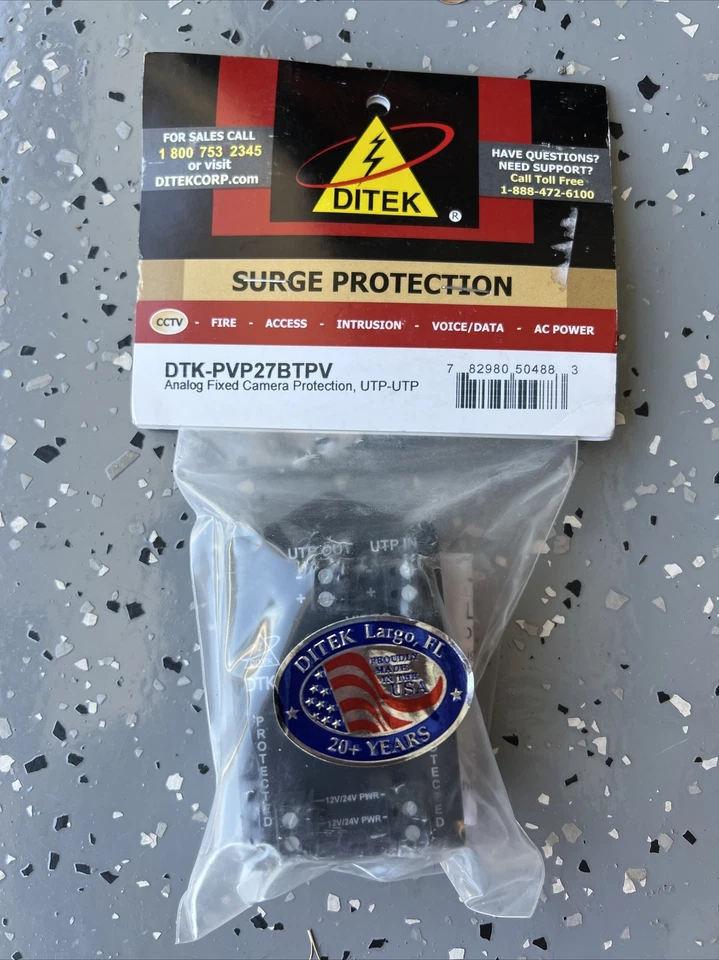 FOR SALES CALL
1 800 753 2345
or visit
DITEKCORP.com
DITEK
®
HAVE QUESTIONS?
NEED SUPPORT?
Call Toll Free
1-888-472-6100
SURGE PROTECTION
CCTV - FIRE - ACCESS - INTRUSION - VOICE/DATA - AC POWER
DTK-PVP27BTPV
Analog Fixed Camera Protection, UTP-UTP
7 82980 50488 3
UTP OUT UTP IN
+ +
DITEK Largo, FL
PROUDLY
MADE
IN THE
USA
20+ YEARS
DTK
PROTECTED
12V/24V PWR
12V/24V PWR